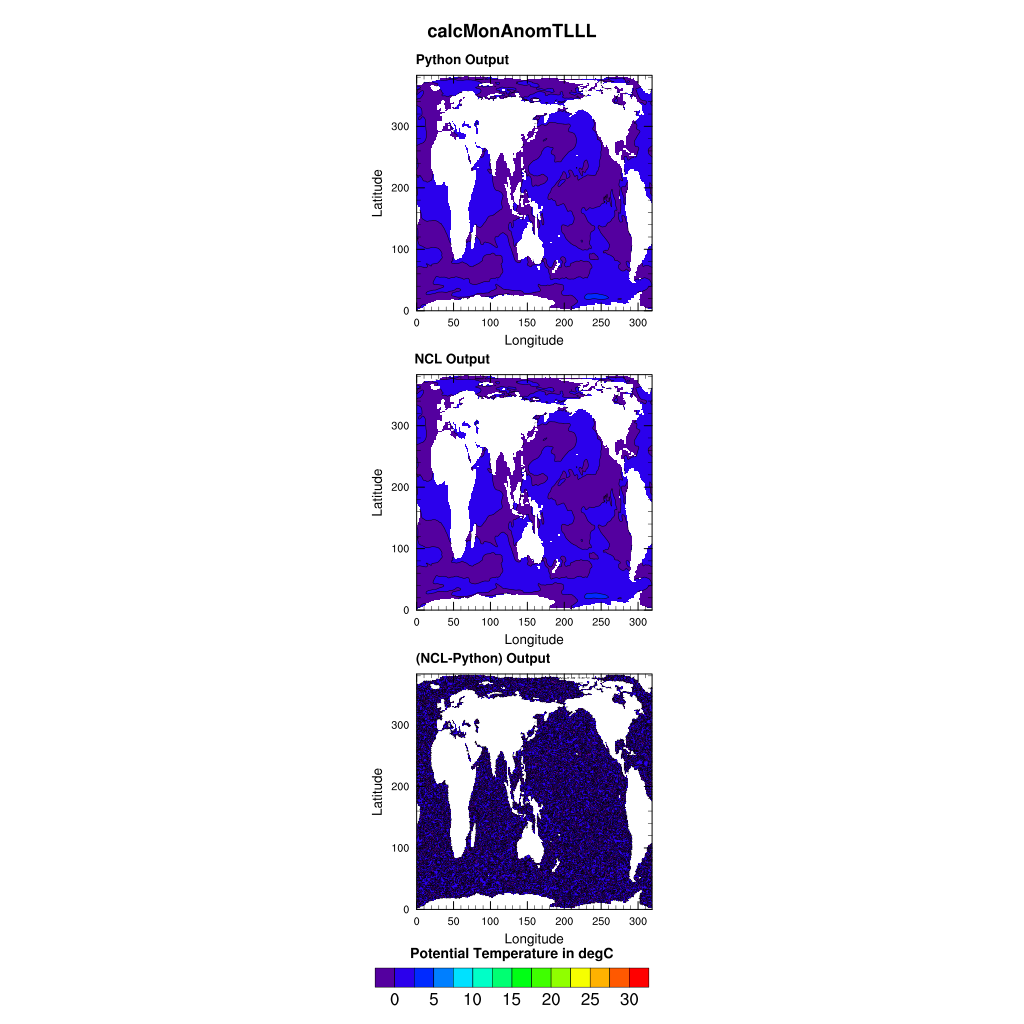 calcMonAnomTLLL
Python Output
Latitude
300
200
100
0
0 50 100 150 200 250 300
Longitude
NCL Output
Latitude
300
200
100
0
0 50 100 150 200 250 300
Longitude
(NCL-Python) Output
Latitude
300
200
100
0
0 50 100 150 200 250 300
Longitude
Potential Temperature in degC
0 5 10 15 20 25 30